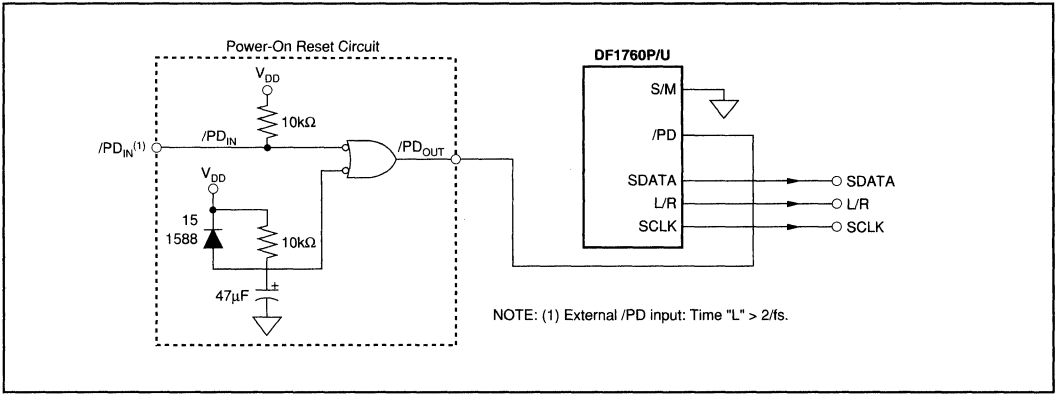 Power-On Reset Circuit
V_DD
10kΩ
/PD_IN(1)
/PD_IN
/PD_OUT
V_DD
15
1588
10kΩ
47μF
+
DF1760P/U
S/M
/PD
SDATA
SDATA
L/R
L/R
SCLK
SCLK
NOTE: (1) External /PD input: Time "L" > 2/fs.